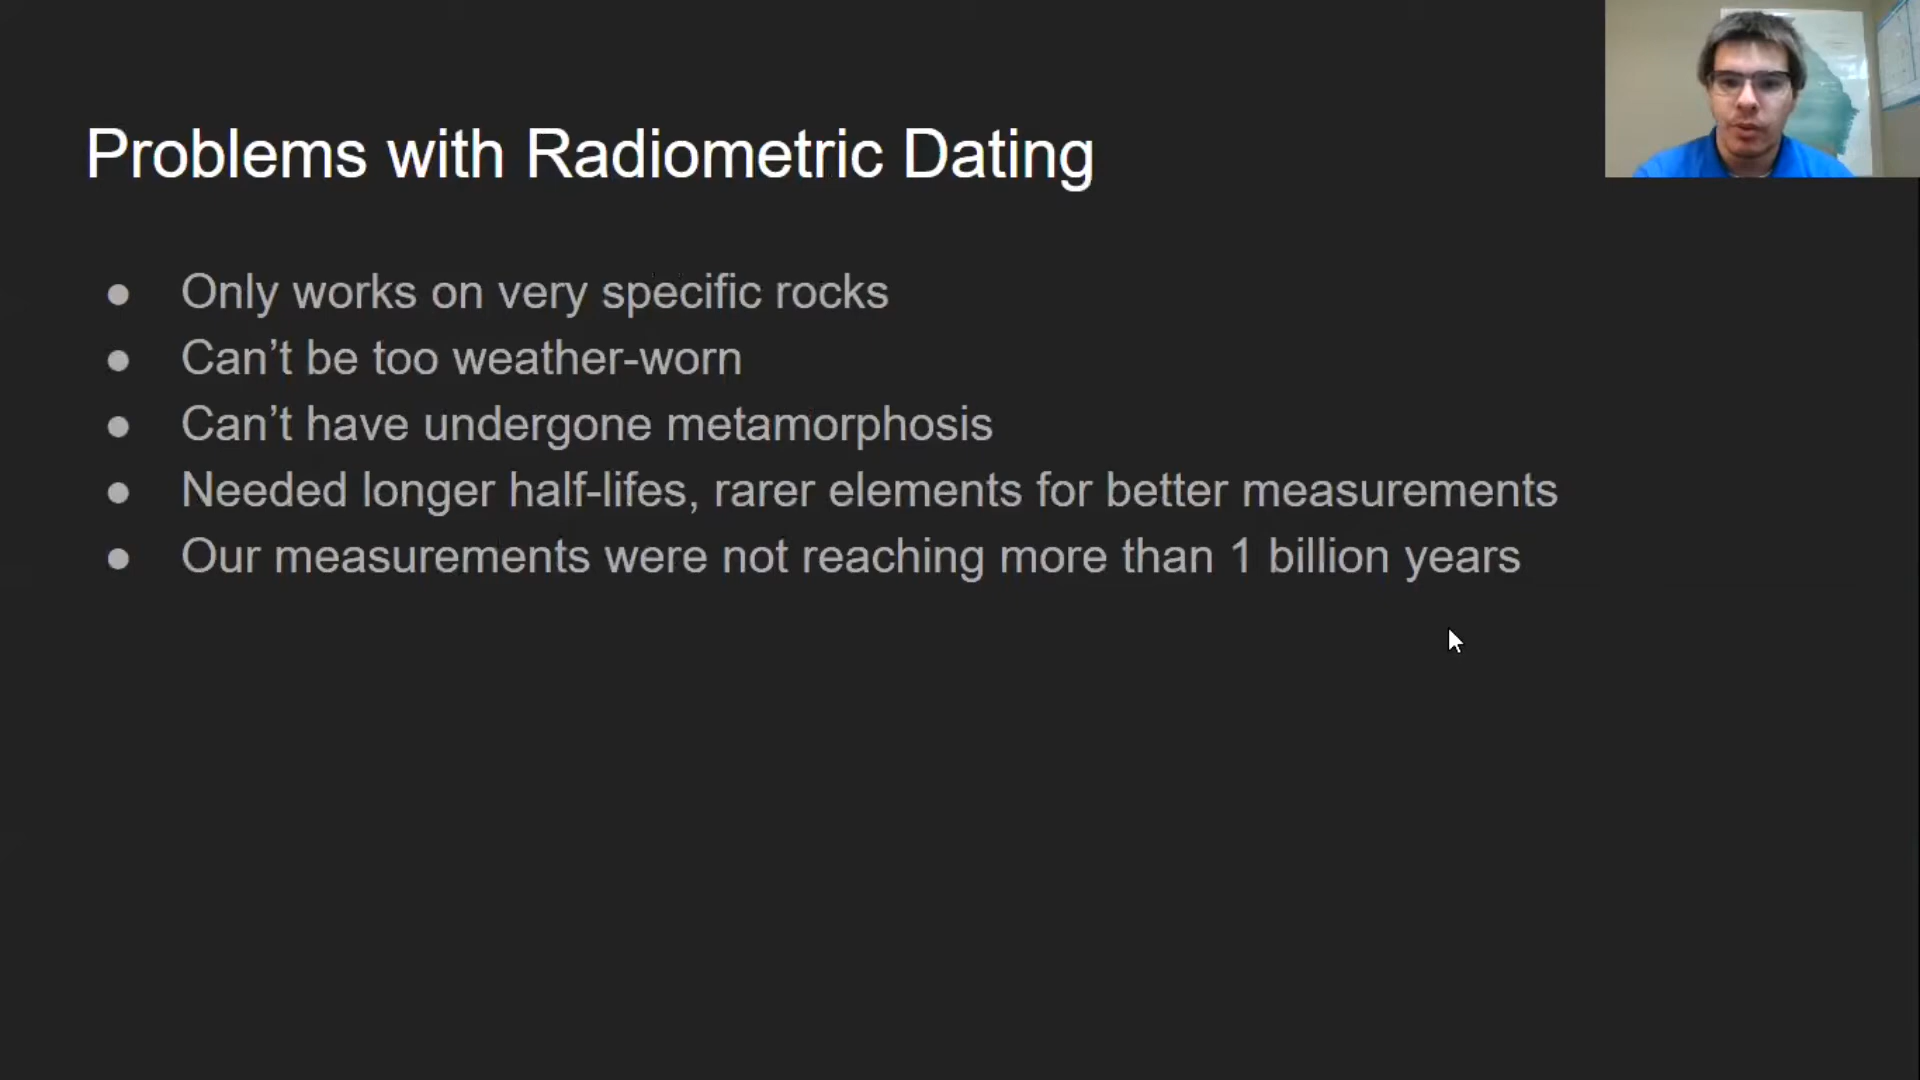 Problems with Radiometric Dating
● Only works on very specific rocks
● Can’t be too weather-worn
● Can’t have undergone metamorphosis
● Needed longer half-lifes, rarer elements for better measurements
● Our measurements were not reaching more than 1 billion years